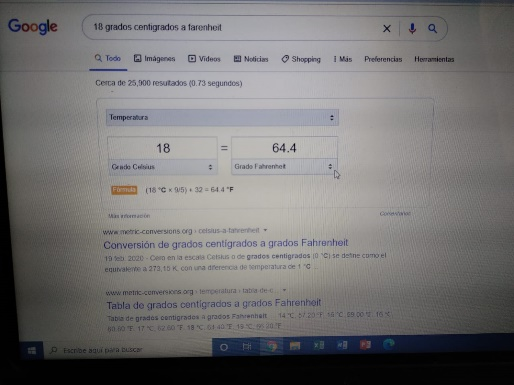 Google
18 grados centigrados a farenheit
Todo Imágenes Vídeos Noticias Shopping Más Preferencias Herramientas
Cerca de 25,900 resultados (0.73 segundos)
Temperatura
18 = 64.4
Grado Celsius Grado Fahrenheit
Fórmula (18 °C × 9/5) + 32 = 64.4 °F
Más información Comentarios
www.metric-conversions.org › celsius-a-fahrenheit
Conversión de grados centígrados a grados Fahrenheit
19 feb. 2020 - Cero en la escala Celsius o de grados centígrados (0 °C) se define como el
equivalente a 273,15 K, con una diferencia de temperatura de 1 °C
www.metric-conversions.org › temperatura › tabla-de-c...
Tabla de grados centígrados a grados Fahrenheit
Tabla de grados centígrados a grados Fahrenheit ... 14 °C, 57.20 °F. 15 °C, 59.00 °F. 16 °C
60.80 °F. 17 °C, 62.60 °F. 18 °C, 64.40 °F. 19 °C, 66.20 °F
Escribe aquí para buscar